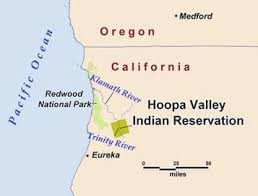 Medford
Oregon
California
Pacific Ocean
Klamath River
Redwood
National Park
Hoopa Valley
Indian Reservation
Trinity River
Eureka
0 25 50
miles